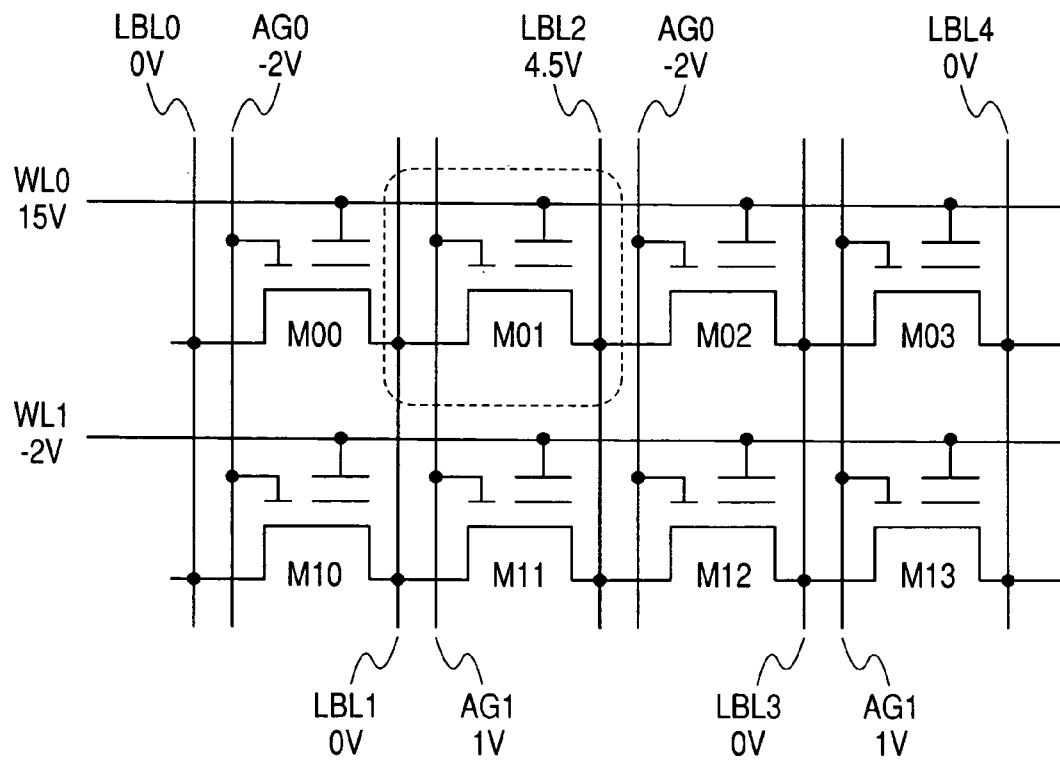 LBL0 AG0 LBL2 AG0 LBL4
0V -2V 4.5V -2V 0V
WL0
15V
M00 M01 M02 M03
WL1
-2V
M10 M11 M12 M13
LBL1 AG1 LBL3 AG1
0V 1V 0V 1V